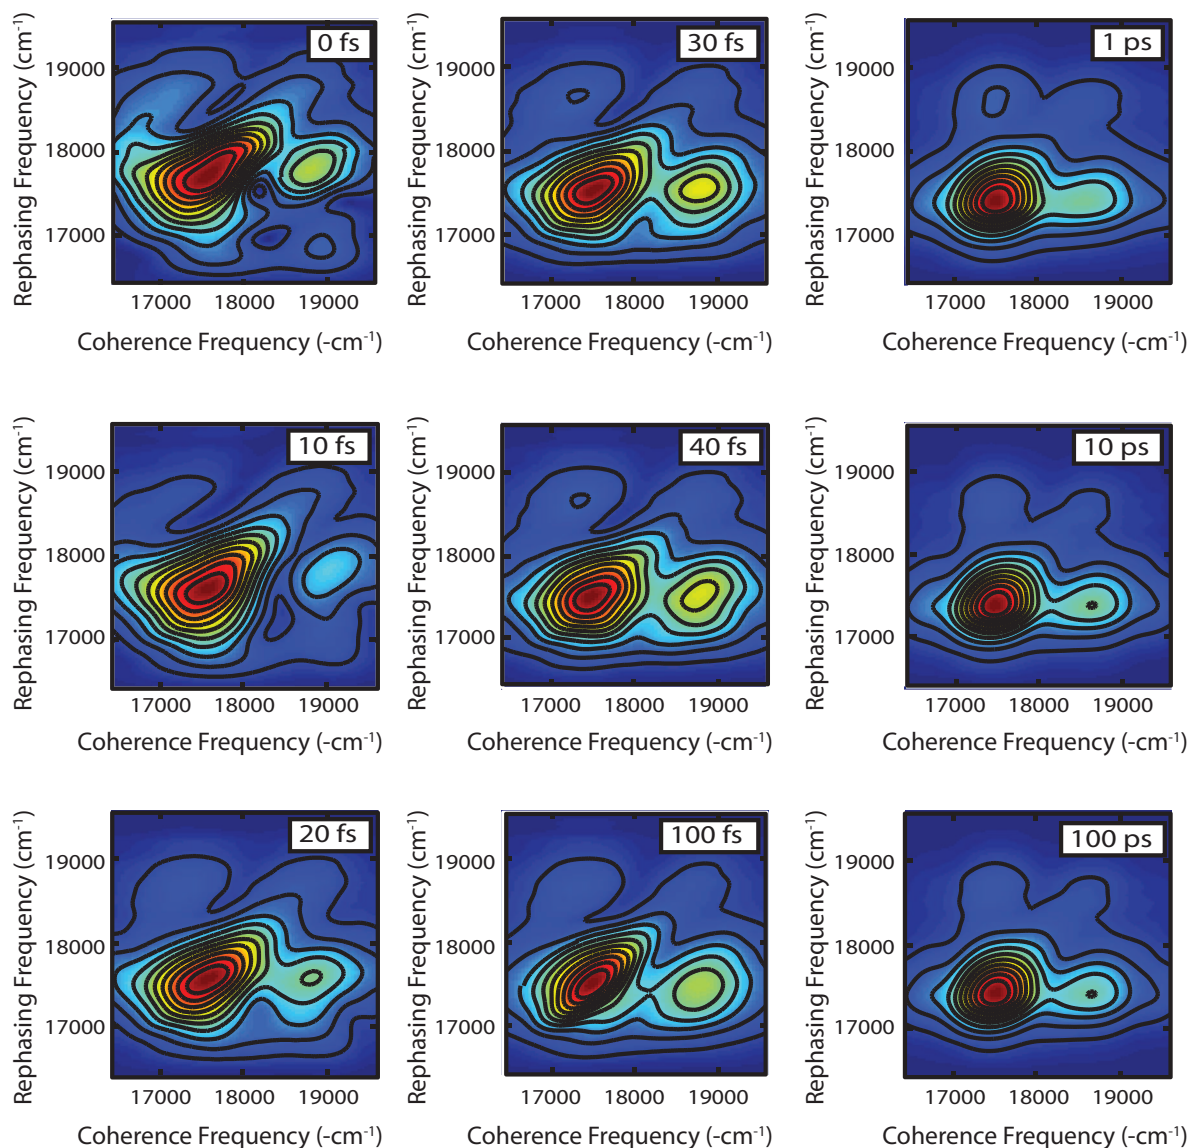 0 fs
Rephasing Frequency (cm-1)
19000
18000
17000
17000 18000 19000
Coherence Frequency (-cm-1)
30 fs
Rephasing Frequency (cm-1)
19000
18000
17000
17000 18000 19000
Coherence Frequency (-cm-1)
1 ps
Rephasing Frequency (cm-1)
19000
18000
17000
17000 18000 19000
Coherence Frequency (-cm-1)
10 fs
Rephasing Frequency (cm-1)
19000
18000
17000
17000 18000 19000
Coherence Frequency (-cm-1)
40 fs
Rephasing Frequency (cm-1)
19000
18000
17000
17000 18000 19000
Coherence Frequency (-cm-1)
10 ps
Rephasing Frequency (cm-1)
19000
18000
17000
17000 18000 19000
Coherence Frequency (-cm-1)
20 fs
Rephasing Frequency (cm-1)
19000
18000
17000
17000 18000 19000
Coherence Frequency (-cm-1)
100 fs
Rephasing Frequency (cm-1)
19000
18000
17000
17000 18000 19000
Coherence Frequency (-cm-1)
100 ps
Rephasing Frequency (cm-1)
19000
18000
17000
17000 18000 19000
Coherence Frequency (-cm-1)